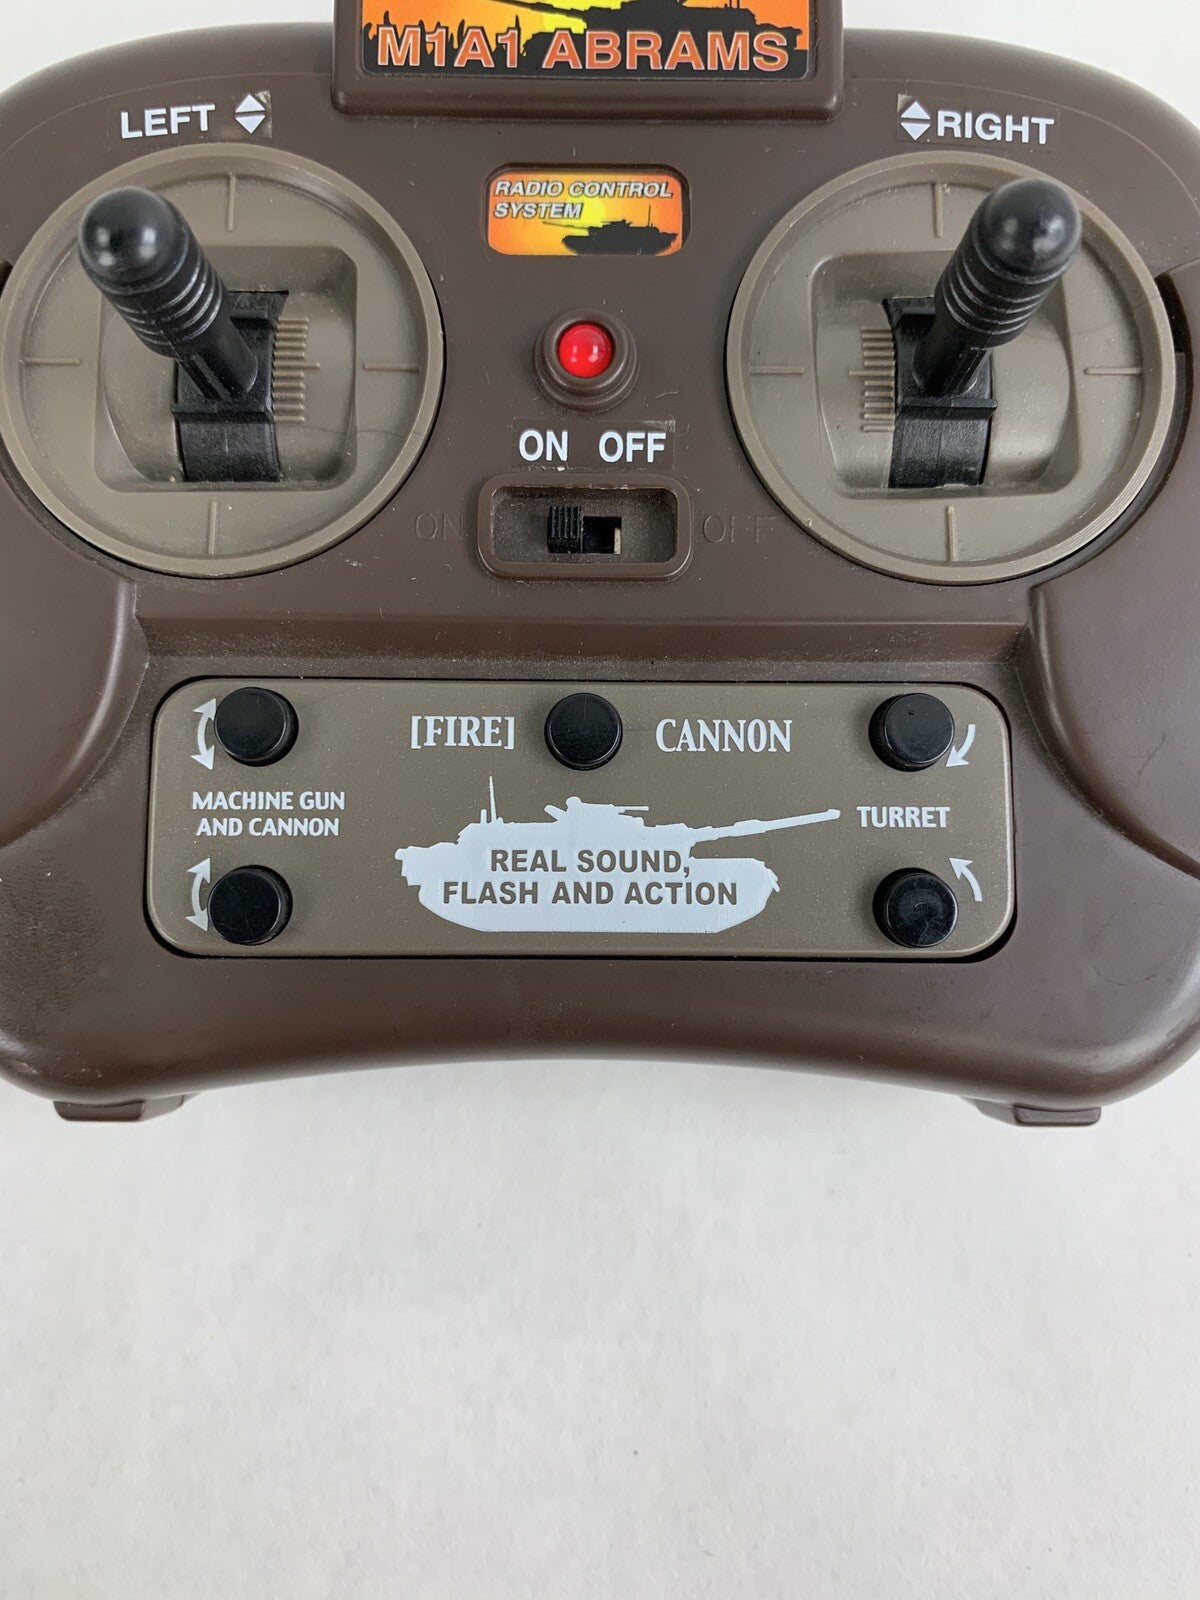 M1A1 ABRAMS
LEFT
RIGHT
RADIO CONTROL
SYSTEM
ON OFF
ON OFF
[FIRE] CANNON
MACHINE GUN
AND CANNON
TURRET
REAL SOUND,
FLASH AND ACTION